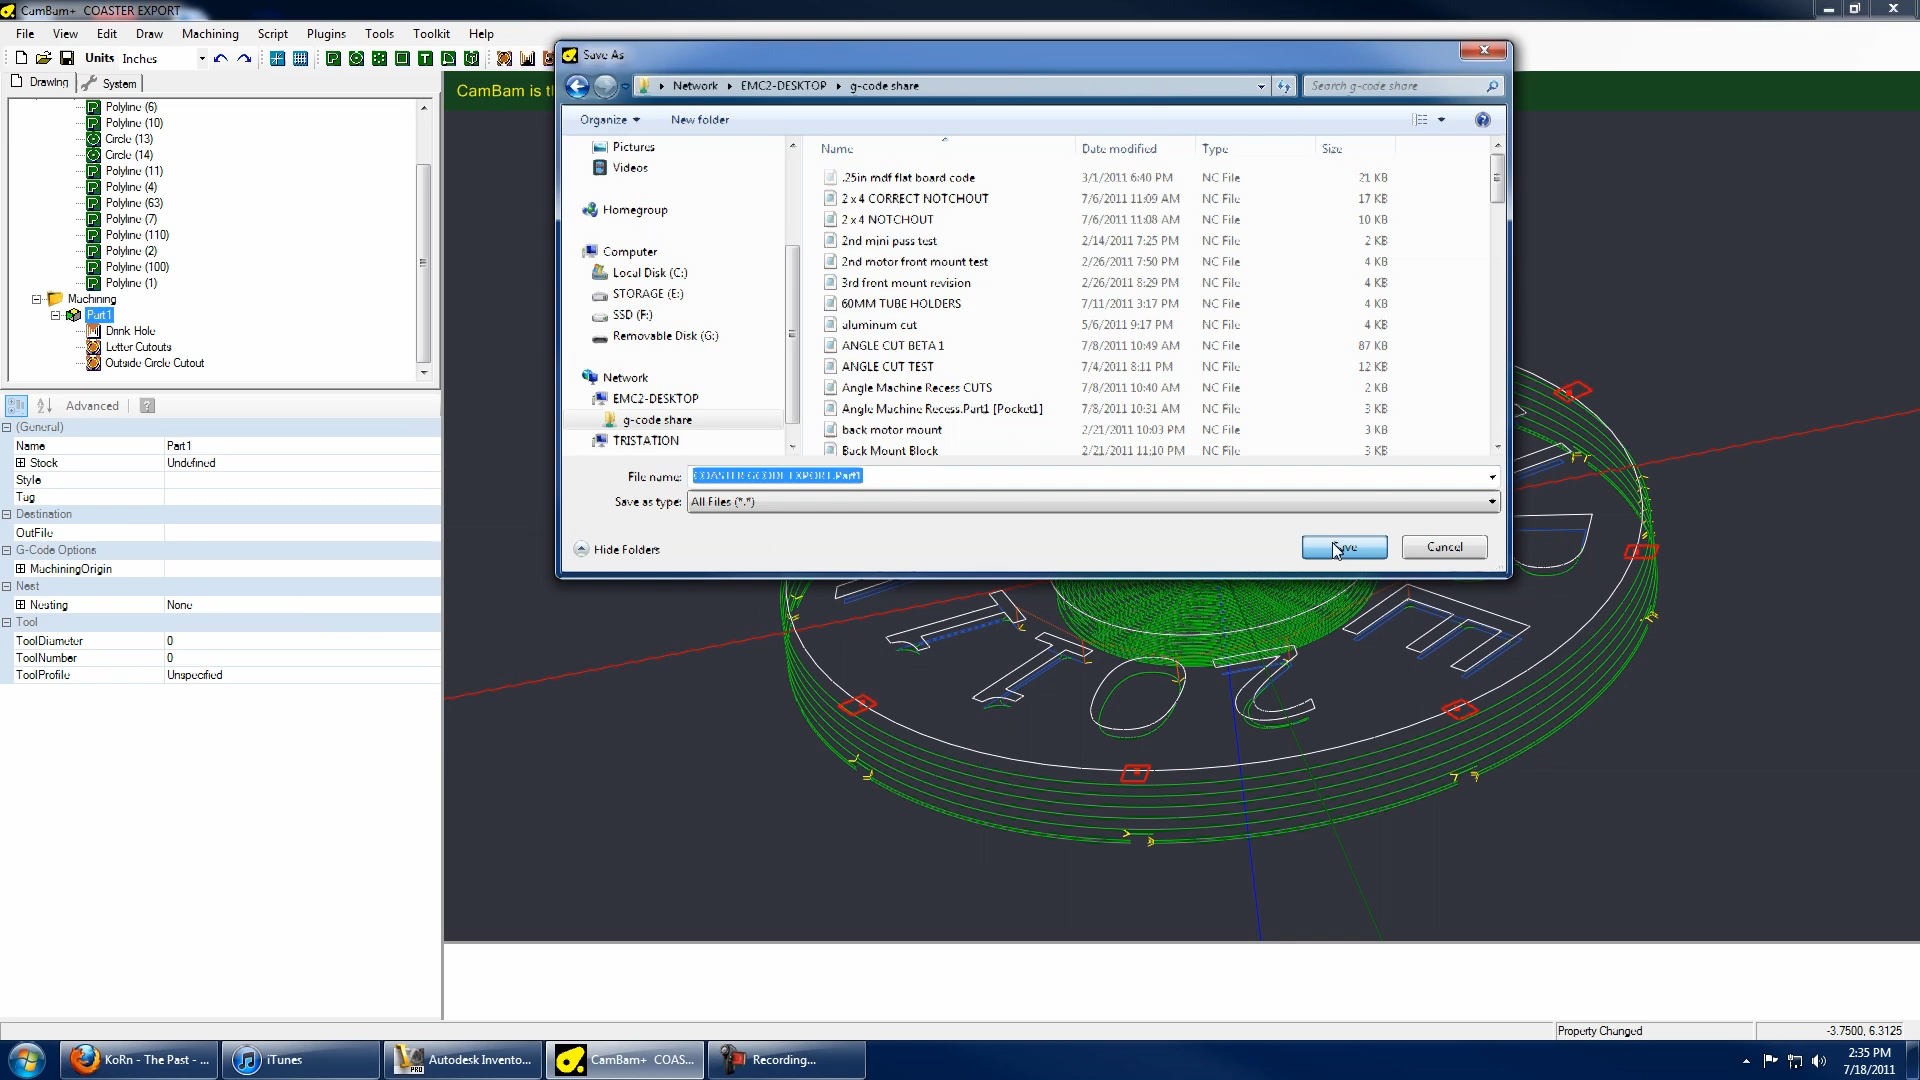 CamBam+ COASTER EXPORT
File View Edit Draw Machining Script Plugins Tools Toolkit Help
Units Inches
Drawing System
Polyline (6)
Polyline (10)
Circle (13)
Circle (14)
Polyline (11)
Polyline (4)
Polyline (63)
Polyline (7)
Polyline (110)
Polyline (2)
Polyline (100)
Polyline (1)
Machining
Part1
Drink Hole
Letter Cutouts
Outside Circle Cutout
Advanced
(General)
Name Part1
Stock Undefined
Style
Tag
Destination
OutFile
G-Code Options
MachiningOrigin
Nest
Nesting None
Tool
ToolDiameter 0
ToolNumber 0
ToolProfile Unspecified
CamBam is
Save As
Network EMC2-DESKTOP g-code share
Search g-code share
Organize New folder
Pictures
Videos
Homegroup
Computer
Local Disk (C:)
STORAGE (E:)
SSD (F:)
Removable Disk (G:)
Network
EMC2-DESKTOP
g-code share
TRISTATION
Name Date modified Type Size
.25in mdf flat board code 3/1/2011 6:40 PM NC File 21 KB
2 x 4 CORRECT NOTCHOUT 7/6/2011 11:09 AM NC File 17 KB
2 x 4 NOTCHOUT 7/6/2011 11:08 AM NC File 10 KB
2nd mini pass test 2/14/2011 7:25 PM NC File 2 KB
2nd motor front mount test 2/26/2011 7:50 PM NC File 4 KB
3rd front mount revision 2/26/2011 8:29 PM NC File 4 KB
60MM TUBE HOLDERS 7/11/2011 3:17 PM NC File 4 KB
aluminum cut 5/6/2011 9:17 PM NC File 4 KB
ANGLE CUT BETA 1 7/8/2011 10:49 AM NC File 87 KB
ANGLE CUT TEST 7/4/2011 8:11 PM NC File 12 KB
Angle Machine Recess CUTS 7/8/2011 10:40 AM NC File 2 KB
Angle Machine Recess.Part1 [Pocket1] 7/8/2011 10:31 AM NC File 3 KB
back motor mount 2/21/2011 10:03 PM NC File 3 KB
Back Mount Block 2/21/2011 11:10 PM NC File 3 KB
File name: COASTER GCODE EXPORT.Part1
Save as type: All Files (*.*)
Hide Folders
Save Cancel
Property Changed -3.7500, 6.3125
KoRn - The Past - ...
iTunes
Autodesk Invento...
CamBam+ COAS...
Recording...
2:35 PM
7/18/2011